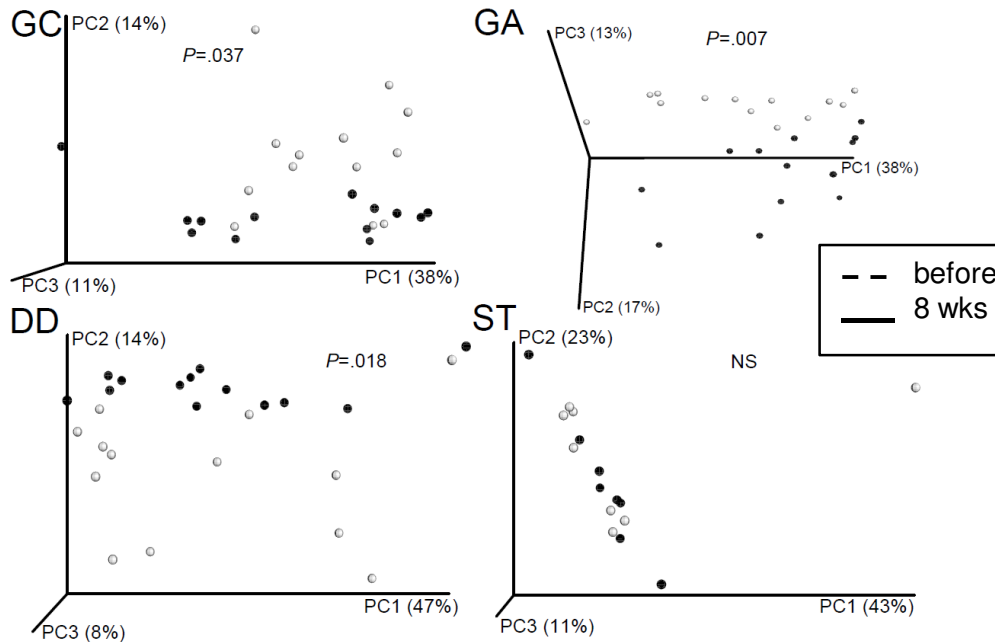 GC
PC2 (14%)
P=.037
PC3 (11%)
PC1 (38%)
GA
PC3 (13%)
P=.007
PC1 (38%)
PC2 (17%)
before
8 wks
DD
PC2 (14%)
P=.018
PC3 (8%)
PC1 (47%)
ST
PC2 (23%)
NS
PC3 (11%)
PC1 (43%)